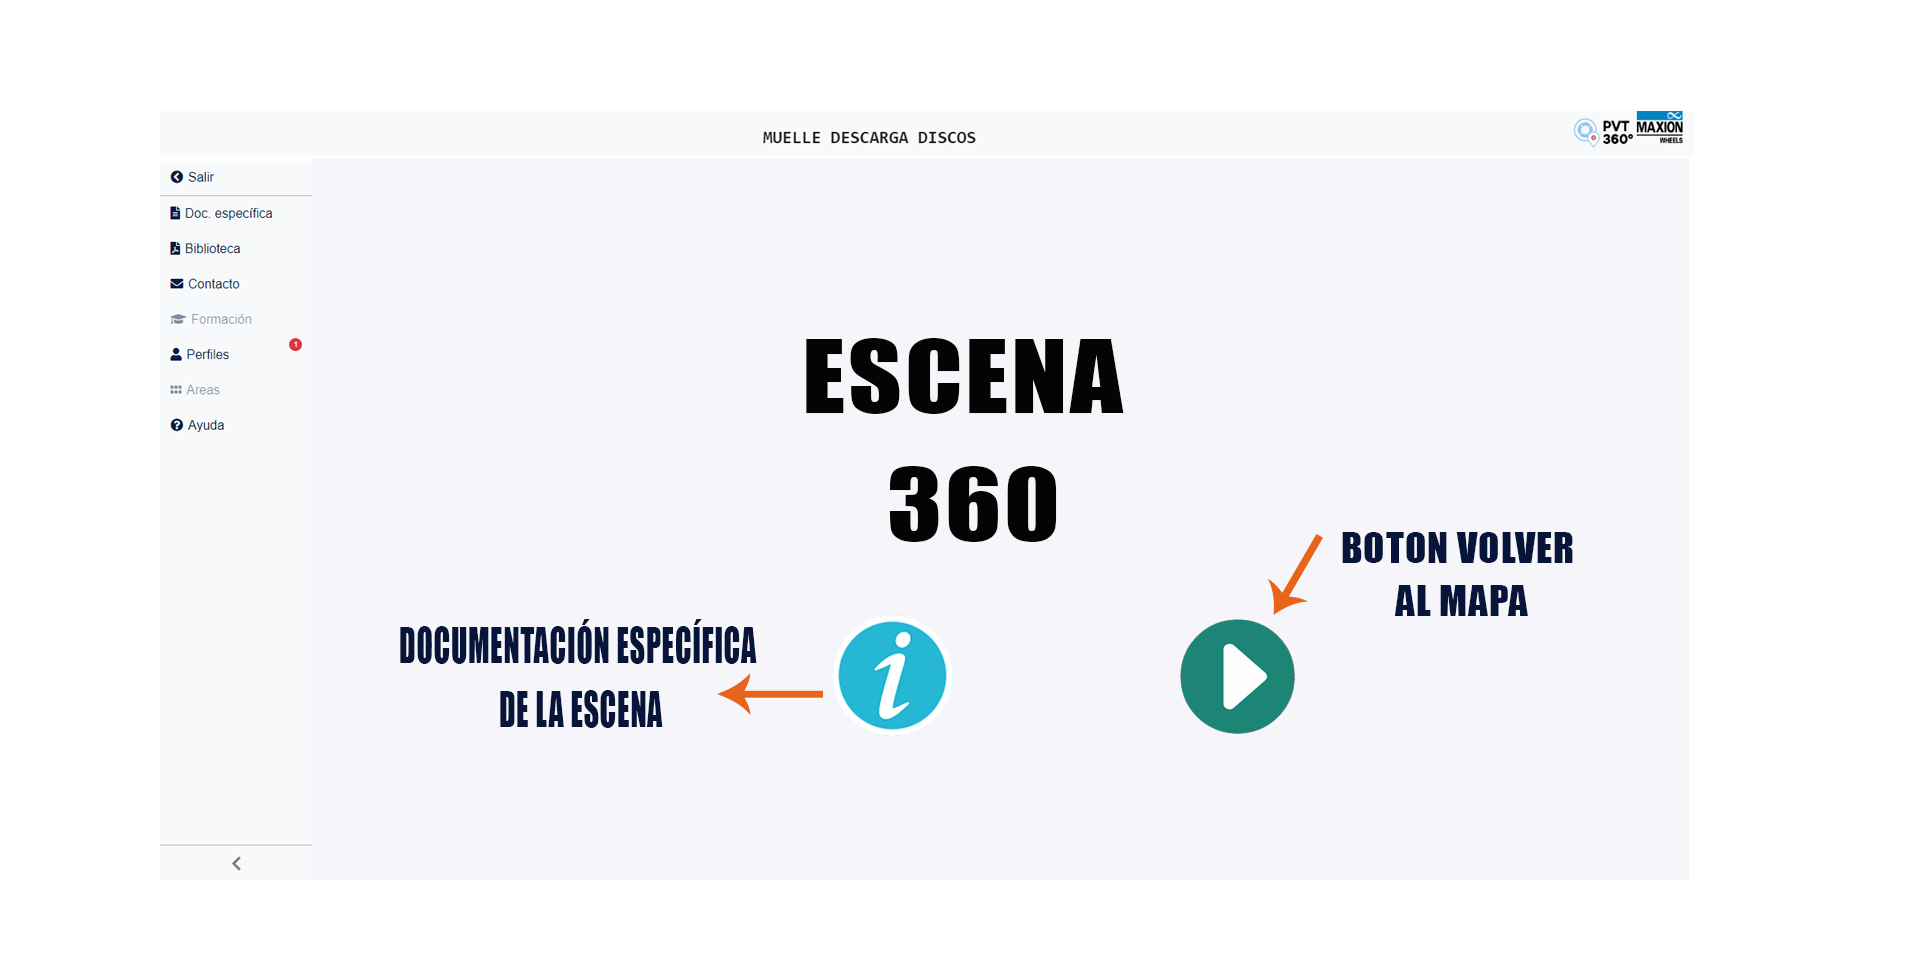 MUELLE DESCARGA DISCOS
PVT
360°
MAXION
WHEELS
Salir
Doc. específica
Biblioteca
Contacto
Formación
Perfiles
1
Areas
Ayuda
ESCENA
360
BOTON VOLVER
AL MAPA
DOCUMENTACIÓN ESPECÍFICA
DE LA ESCENA
i